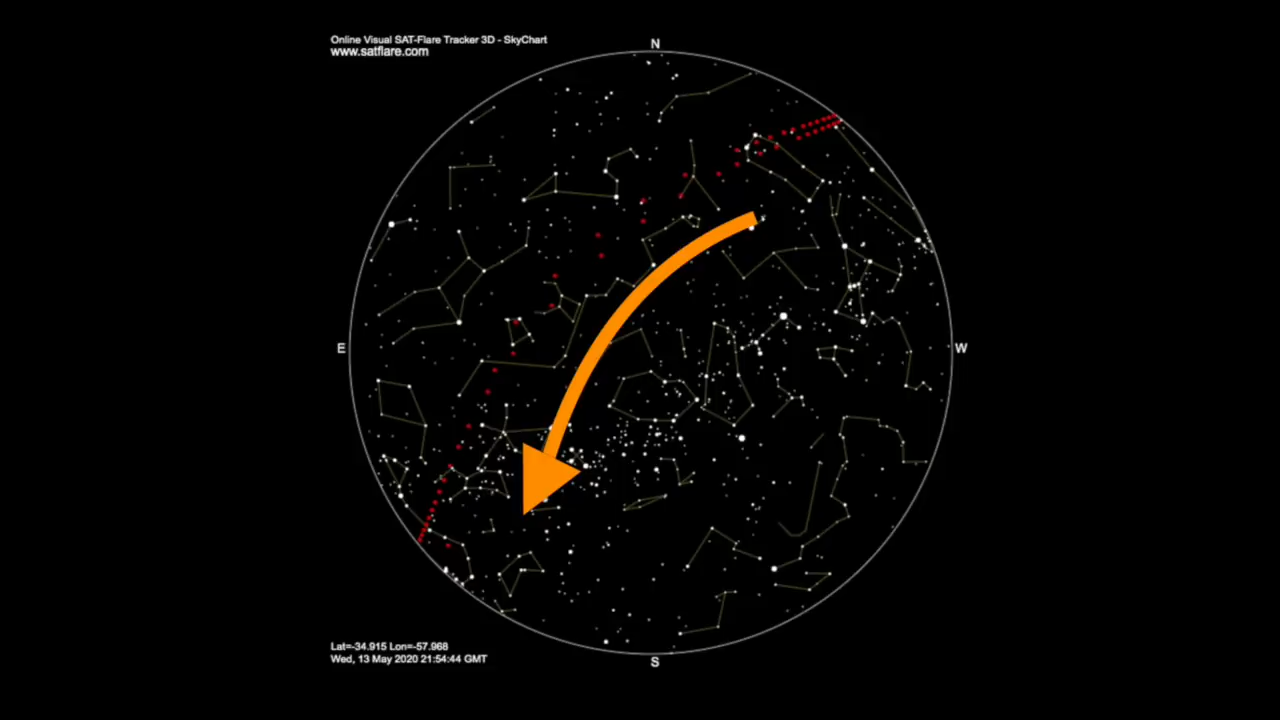 Online Visual SAT-Flare Tracker 3D - SkyChart
www.satflare.com
N
E
W
S
Lat=-34.915 Lon=-57.968
Wed, 13 May 2020 21:54:44 GMT